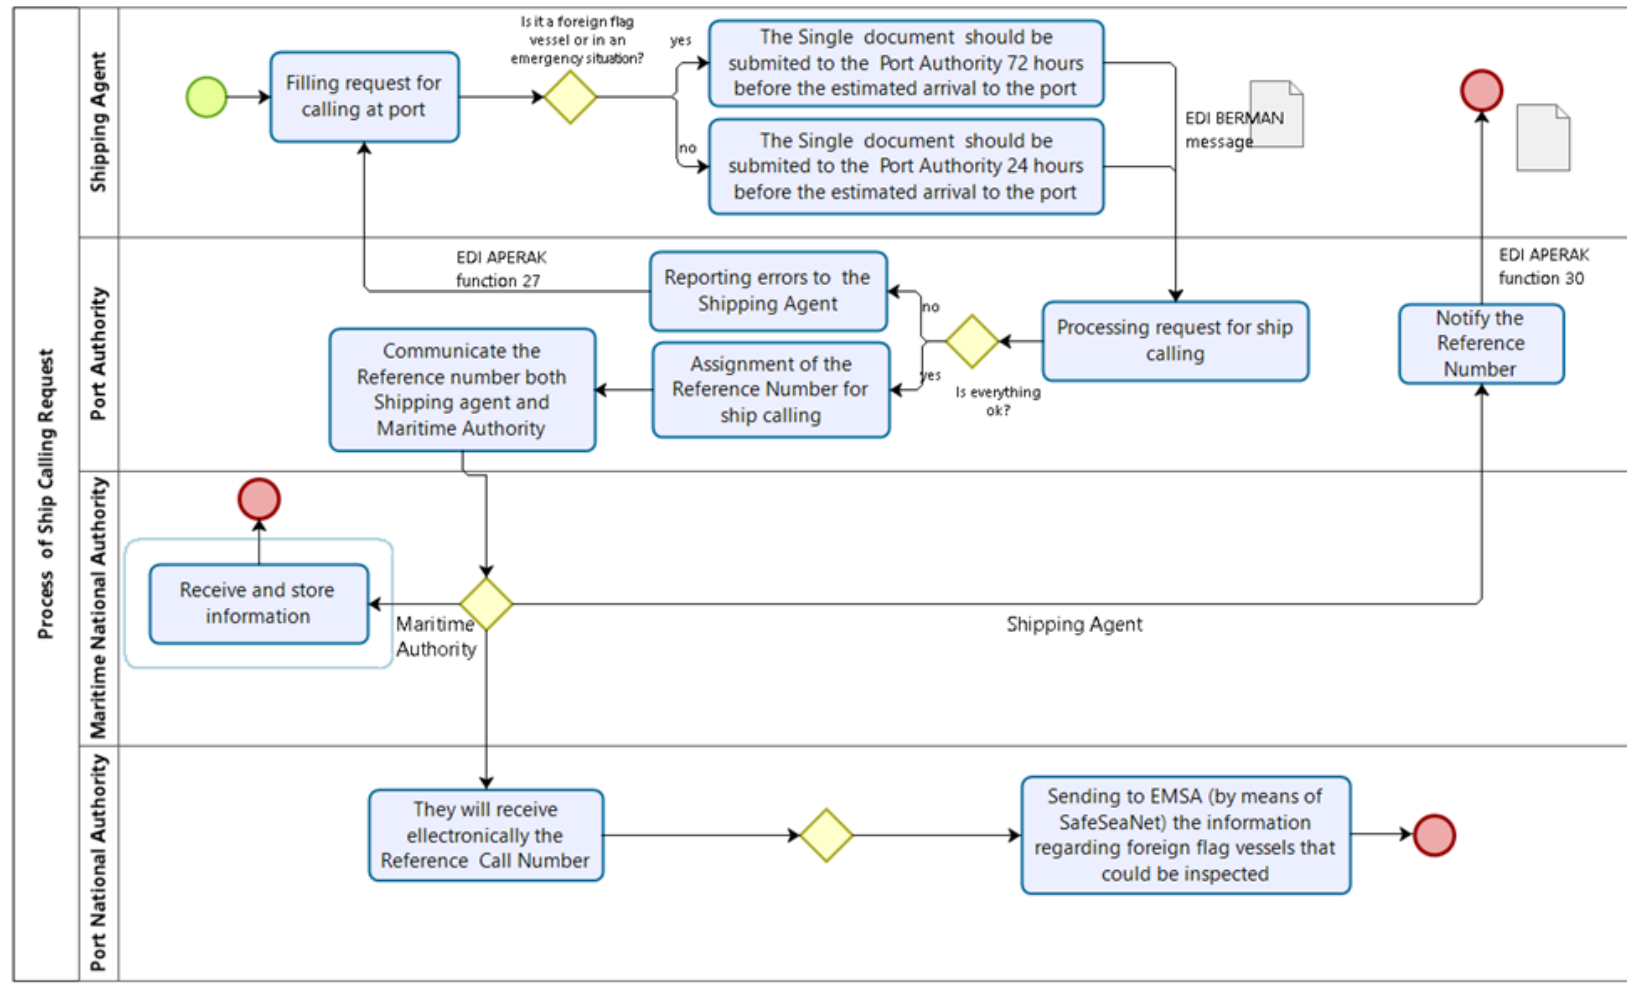 Process of Ship Calling Request
Shipping Agent
Filling request for
calling at port
Is it a foreign flag
vessel or in an
emergency situation?
yes
no
The Single document should be
submited to the Port Authority 72 hours
before the estimated arrival to the port
The Single document should be
submited to the Port Authority 24 hours
before the estimated arrival to the port
EDI BERMAN
message
Port Authority
EDI APERAK
function 27
Reporting errors to the
Shipping Agent
no
yes
Is everything
ok?
Processing request for ship
calling
Assignment of the
Reference Number for
ship calling
Communicate the
Reference number both
Shipping agent and
Maritime Authority
EDI APERAK
function 30
Notify the
Reference
Number
Maritime National Authority
Receive and store
information
Maritime
Authority
Shipping Agent
Port National Authority
They will receive
ellectronically the
Reference Call Number
Sending to EMSA (by means of
SafeSeaNet) the information
regarding foreign flag vessels that
could be inspected